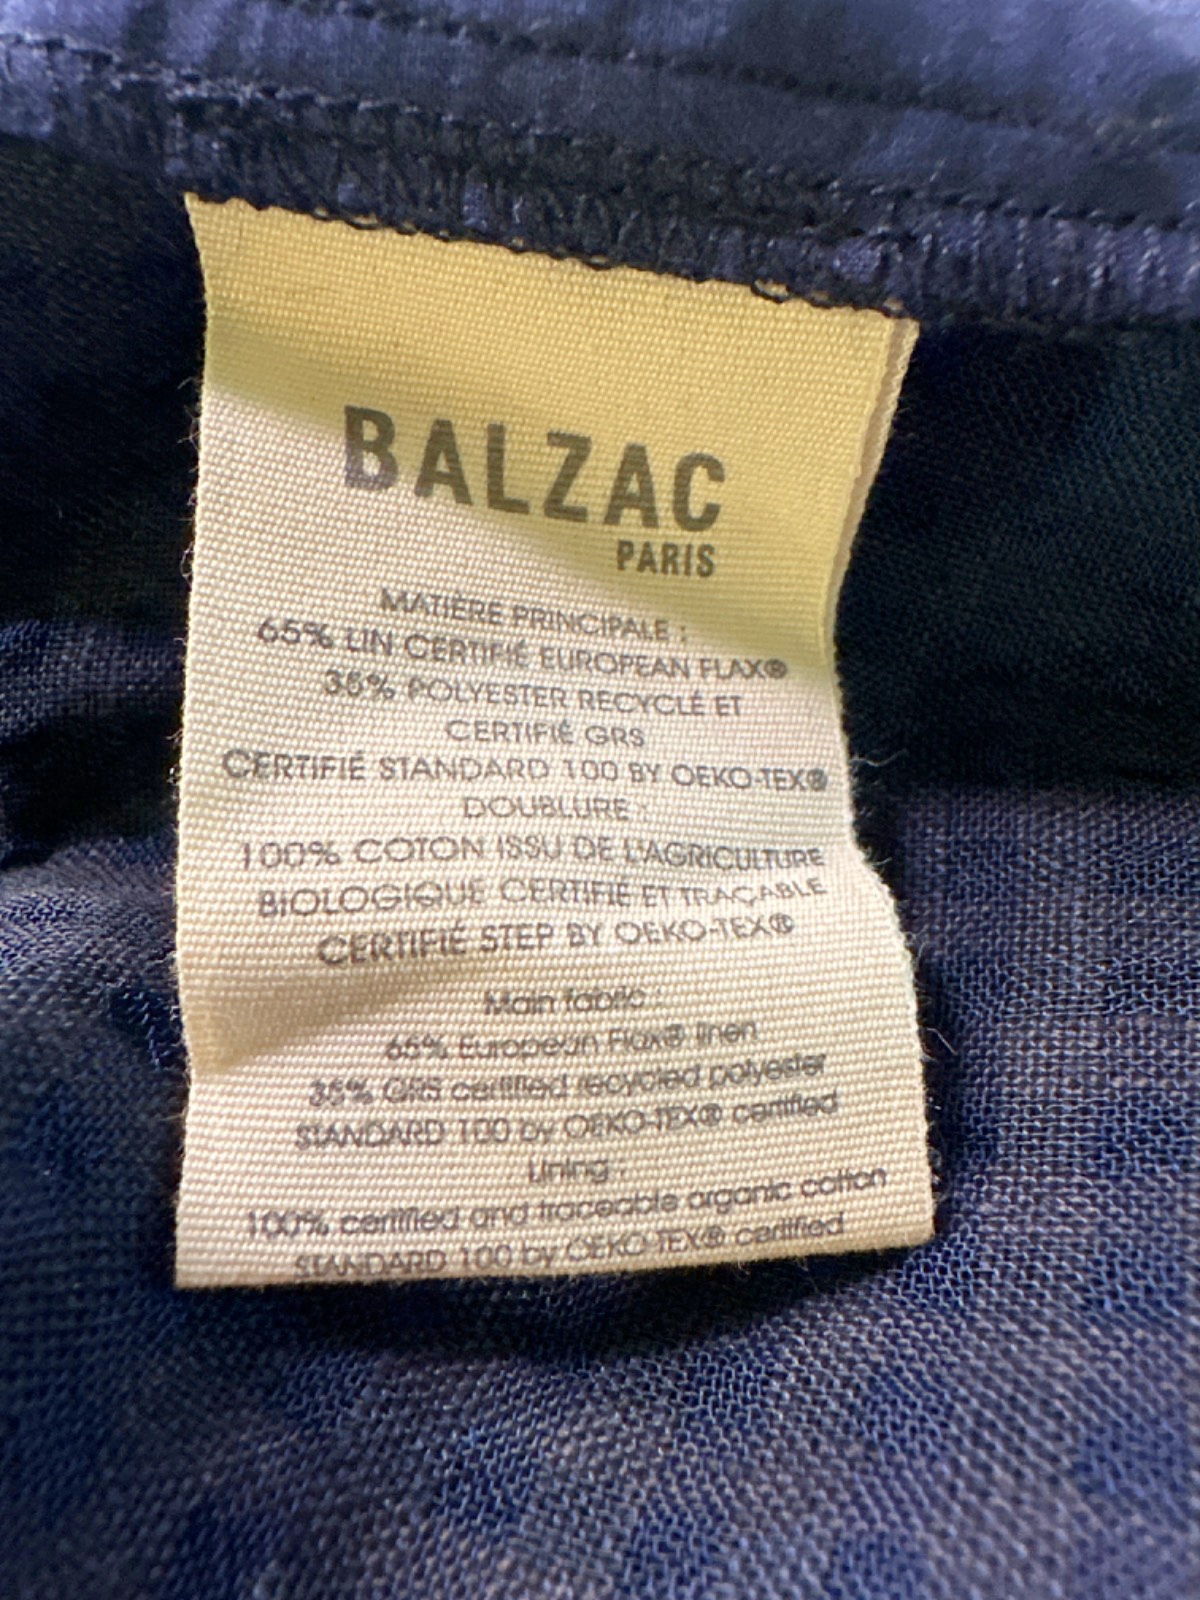 BALZAC
PARIS
MATIÈRE PRINCIPALE :
65% LIN CERTIFIÉ EUROPEAN FLAX®
35% POLYESTER RECYCLÉ ET
CERTIFIÉ GRS
CERTIFIÉ STANDARD 100 BY OEKO-TEX®
DOUBLURE :
100% COTON ISSU DE L'AGRICULTURE
BIOLOGIQUE CERTIFIÉ ET TRAÇABLE
CERTIFIÉ STEP BY OEKO-TEX®
Main fabric :
65% European Flax® linen
35% GRS certified recycled polyester
STANDARD 100 by OEKO-TEX® certified
Lining :
100% certified and traceable organic cotton
STANDARD 100 by OEKO-TEX® certified